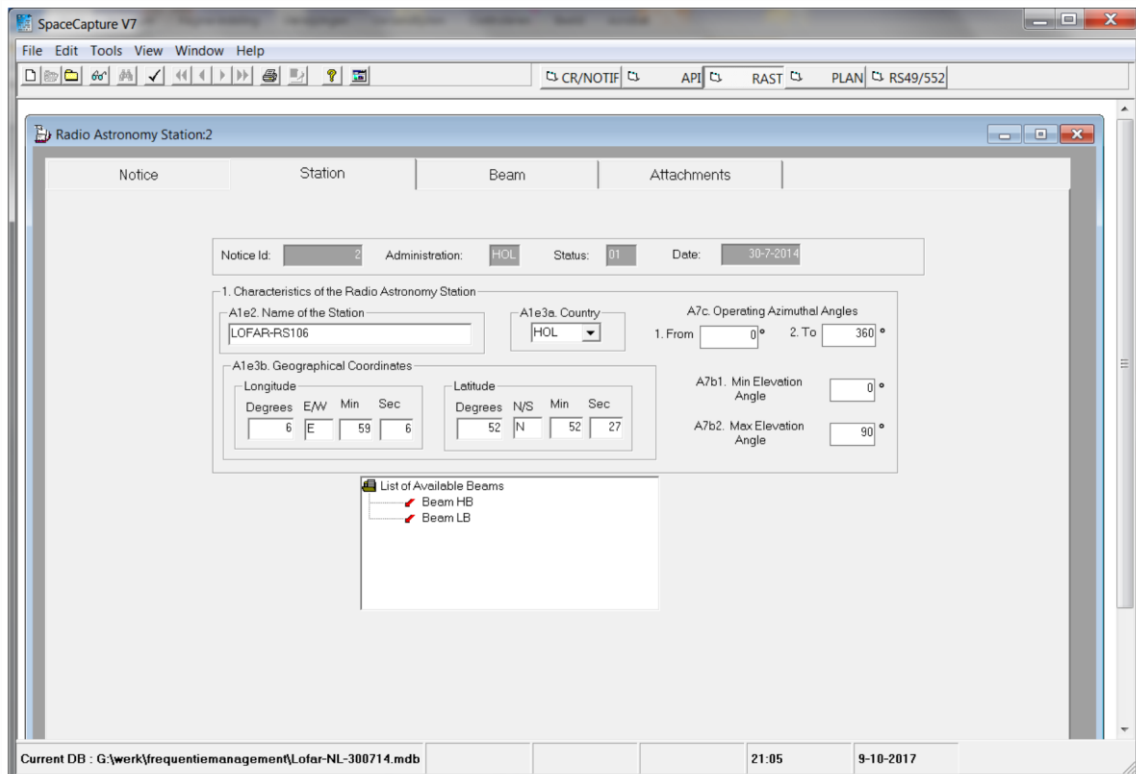 SpaceCapture V7
File Edit Tools View Window Help
CR/NOTIF API RAST PLAN RS49/552
Radio Astronomy Station:2
Notice Station Beam Attachments
Notice Id: 2 Administration: HOL Status: 01 Date: 30-7-2014
1. Characteristics of the Radio Astronomy Station
A1e2. Name of the Station A1e3a. Country A7c. Operating Azimuthal Angles
LOFAR-RS106 HOL 1. From 0° 2. To 360 °
A1e3b. Geographical Coordinates
Longitude Latitude
Degrees E/W Min Sec Degrees N/S Min Sec
6 E 59 6 52 N 52 27
A7b1. Min Elevation
Angle 0 °
A7b2. Max Elevation
Angle 90 °
List of Available Beams
Beam HB
Beam LB
Current DB : G:\werk\frequentiemanagement\Lofar-NL-300714.mdb 21:05 9-10-2017